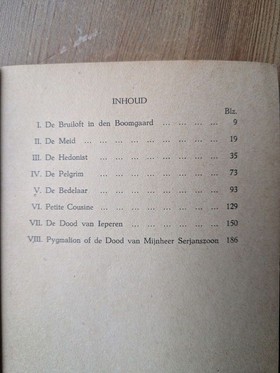 INHOUD
Blz.
I. De Bruiloft in den Boomgaard ... ... ... ... 9
II. De Meid ... ... ... ... ... ... ... ... 19
III. De Hedonist ... ... ... ... ... ... ... 35
IV. De Pelgrim ... ... ... ... ... ... ... 73
V. De Bedelaar ... ... ... ... ... ... ... 93
VI. Petite Cousine ... ... ... ... ... ... 129
VII. De Dood van Ieperen ... ... ... ... ... 150
VIII. Pygmalion of de Dood van Mijnheer Serjanszoon 186